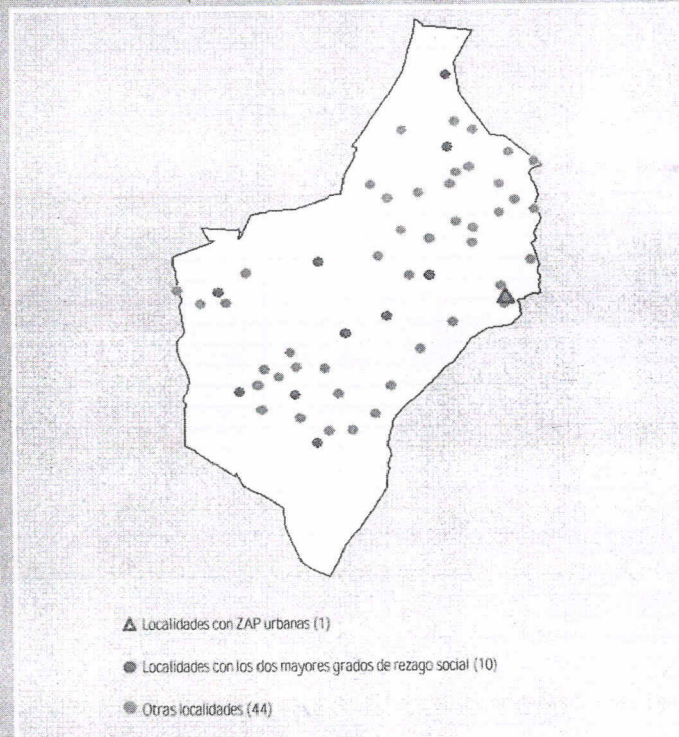 Localidades con ZAP urbanas (1)
Localidades con los dos mayores grados de rezago social (10)
Otras localidades (44)